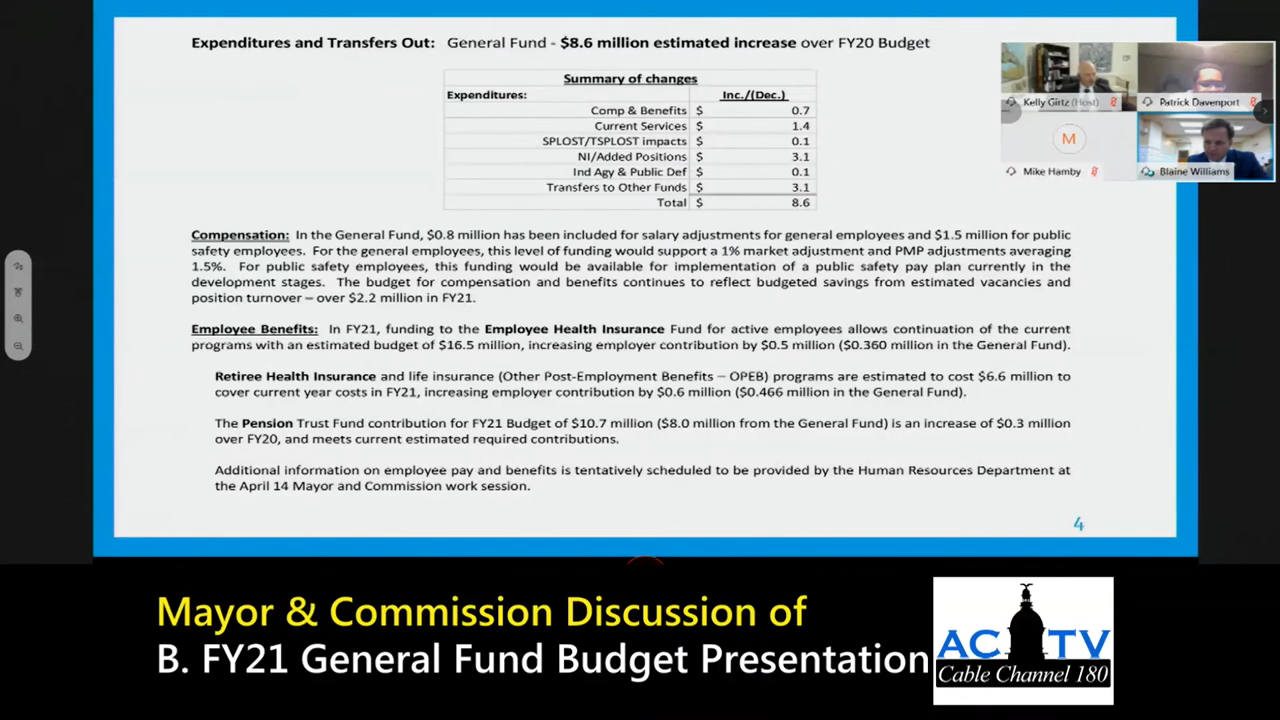 Expenditures and Transfers Out: General Fund - $8.6 million estimated increase over FY20 Budget
Summary of changes
Expenditures: Inc./(Dec.)
Comp & Benefits $ 0.7
Current Services $ 1.4
SPLOST/TSPLOST impacts $ 0.1
NI/Added Positions $ 3.1
Ind Agy & Public Def $ 0.1
Transfers to Other Funds $ 3.1
Total $ 8.6
Kelly Girtz (Host)
Patrick Davenport
M
Mike Hamby
Blaine Williams
Compensation: In the General Fund, $0.8 million has been included for salary adjustments for general employees and $1.5 million for public
safety employees. For the general employees, this level of funding would support a 1% market adjustment and PMP adjustments averaging
1.5%. For public safety employees, this funding would be available for implementation of a public safety pay plan currently in the
development stages. The budget for compensation and benefits continues to reflect budgeted savings from estimated vacancies and
position turnover – over $2.2 million in FY21.
Employee Benefits: In FY21, funding to the Employee Health Insurance Fund for active employees allows continuation of the current
programs with an estimated budget of $16.5 million, increasing employer contribution by $0.5 million ($0.360 million in the General Fund).
Retiree Health Insurance and life insurance (Other Post-Employment Benefits – OPEB) programs are estimated to cost $6.6 million to
cover current year costs in FY21, increasing employer contribution by $0.6 million ($0.466 million in the General Fund).
The Pension Trust Fund contribution for FY21 Budget of $10.7 million ($8.0 million from the General Fund) is an increase of $0.3 million
over FY20, and meets current estimated required contributions.
Additional information on employee pay and benefits is tentatively scheduled to be provided by the Human Resources Department at
the April 14 Mayor and Commission work session.
4
Mayor & Commission Discussion of
B. FY21 General Fund Budget Presentation
AC TV
Cable Channel 180